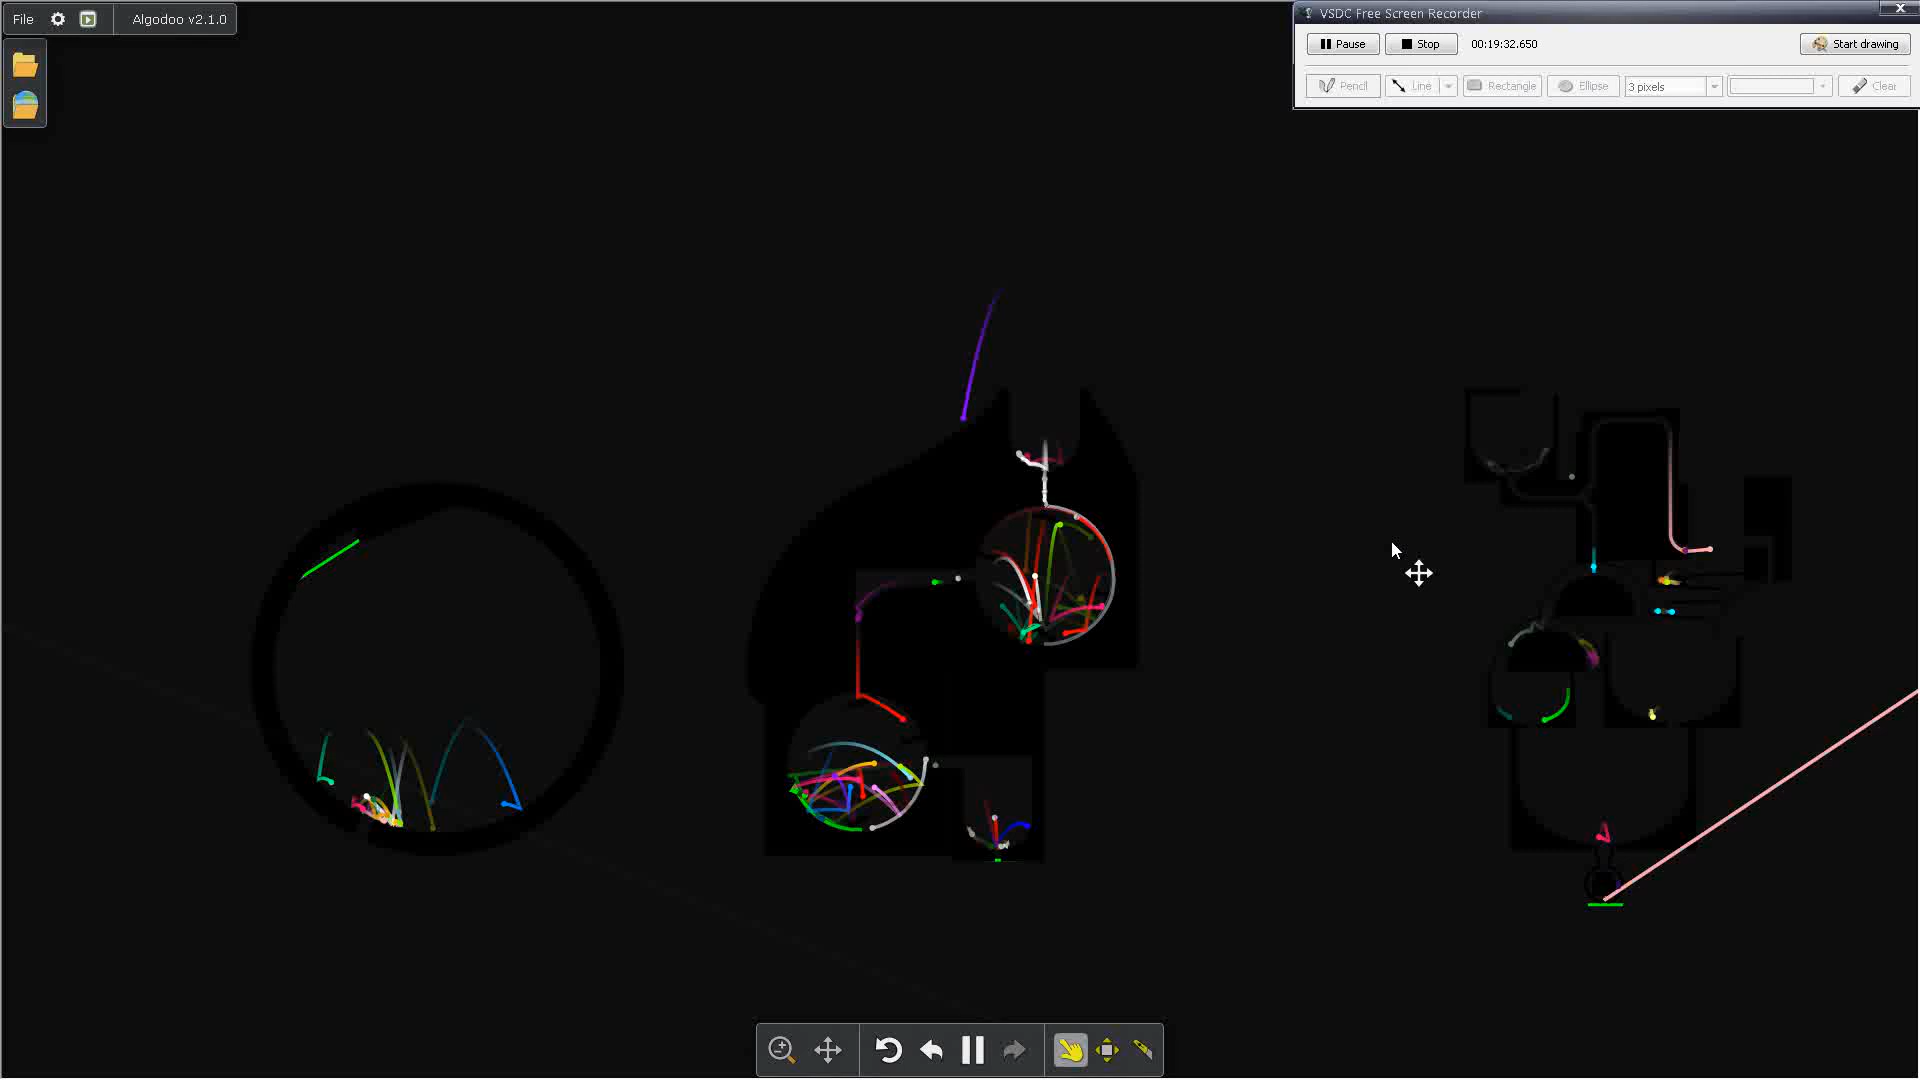 File Algodoo v2.1.0
VSDC Free Screen Recorder
Pause Stop 00:19:32.650 Start drawing
Pencil Line Rectangle Ellipse 3 pixels Clear